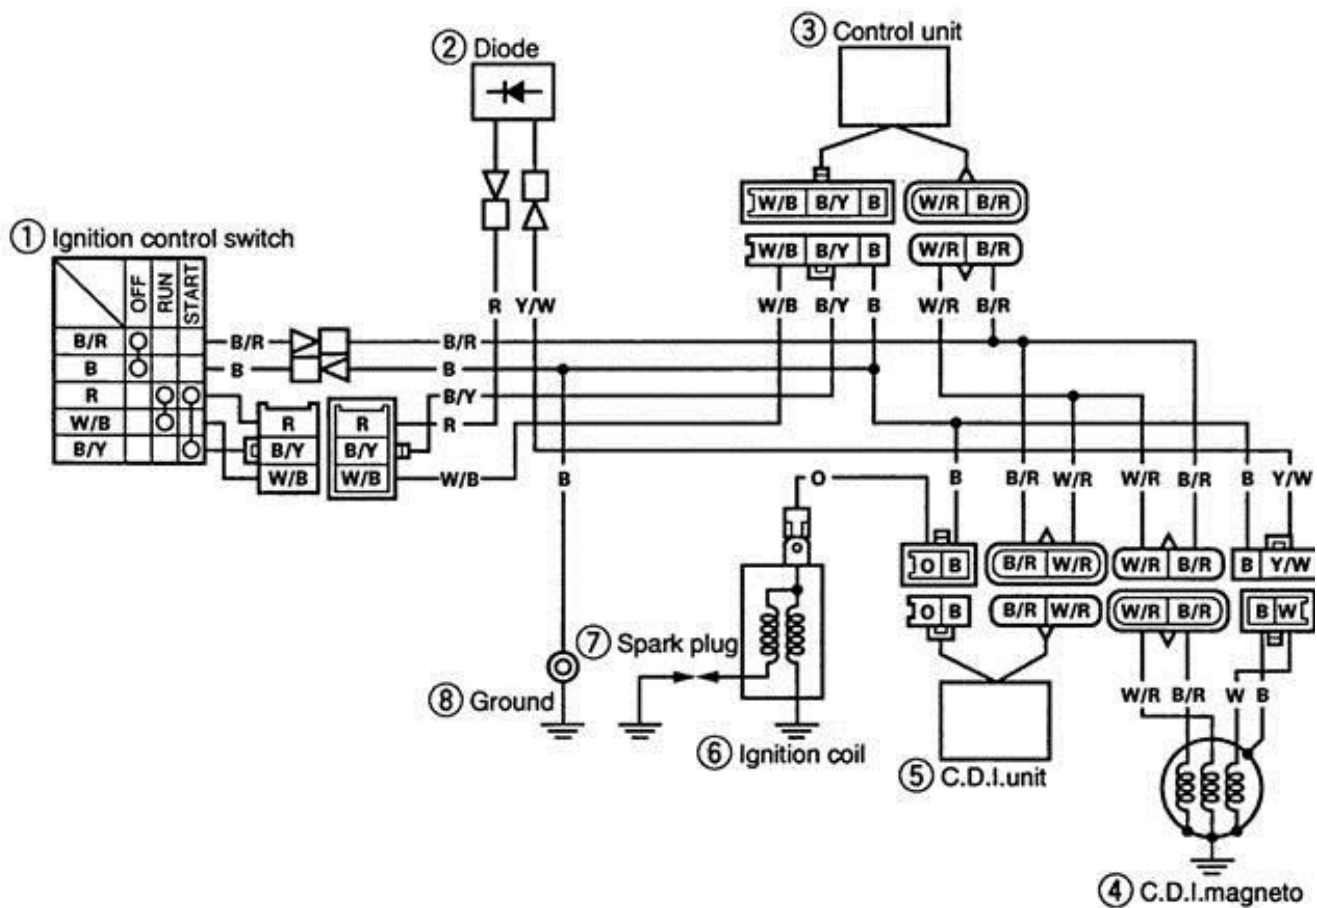 ③ Control unit
② Diode
W/B B/Y B W/R B/R
① Ignition control switch
W/B B/Y B W/R B/R
OFF RUN START
R Y/W W/B B/Y B W/R B/R
B/R B/R B/R
B B B
R B/Y
W/B R R R
B/Y B/Y B/Y
W/B W/B W/B B O B B/R W/R W/R B/R B Y/W
O B B/R W/R W/R B/R B Y/W
O B B/R W/R W/R B/R B W
⑦ Spark plug
⑧ Ground
W/R B/R W B
⑥ Ignition coil
⑤ C.D.I.unit
④ C.D.I.magneto